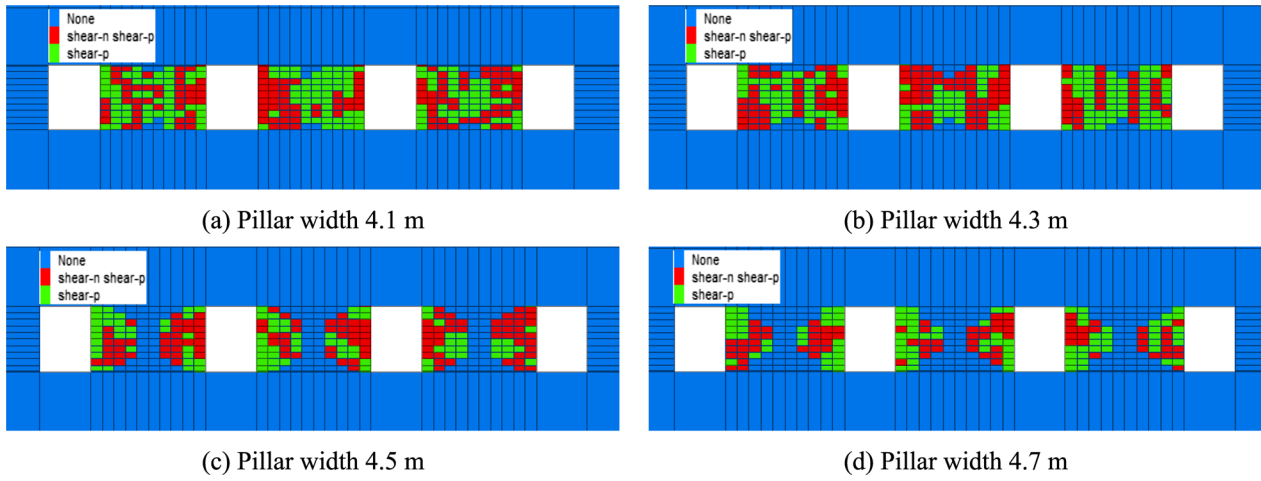 None
shear-n shear-p
shear-p
None
shear-n shear-p
shear-p
(a) Pillar width 4.1 m
(b) Pillar width 4.3 m
None
shear-n shear-p
shear-p
None
shear-n shear-p
shear-p
(c) Pillar width 4.5 m
(d) Pillar width 4.7 m